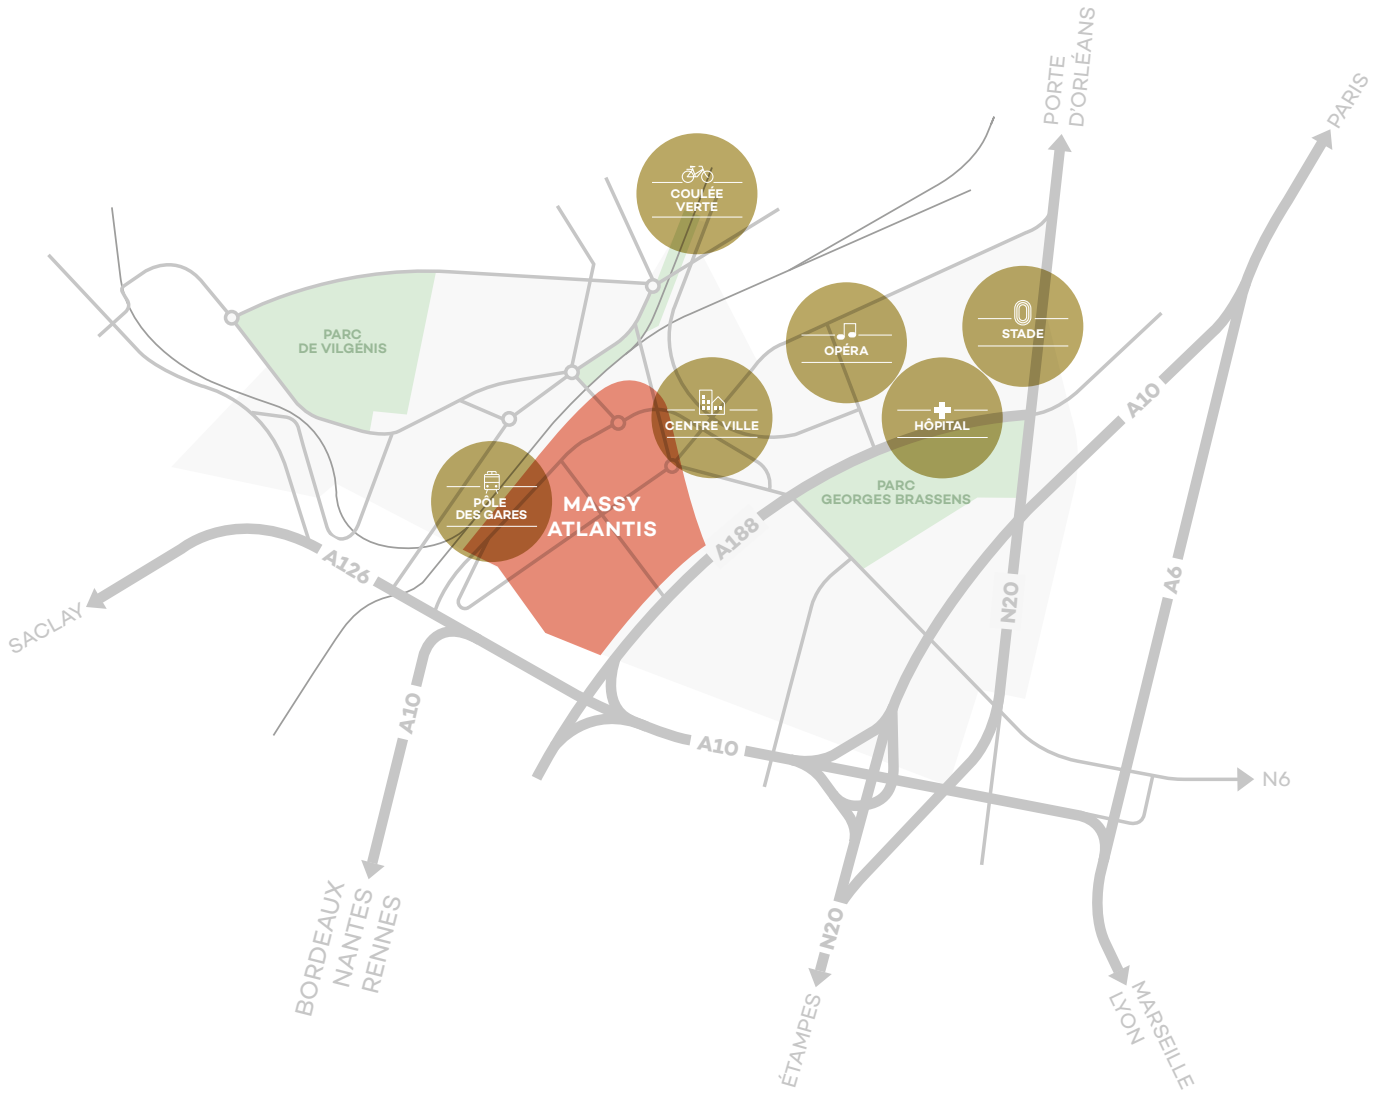 PORTE
D'ORLÉANS
PARIS
COULÉE
VERTE
PARC
DE VILGÉNIS
OPÉRA
STADE
CENTRE VILLE
HÔPITAL
A10
PÔLE
DES GARES
MASSY
ATLANTIS
PARC
GEORGES BRASSENS
A188
A126
A6
N20
SACLAY
A10
A10
N6
BORDEAUX
NANTES
RENNES
N20
ÉTAMPES
MARSEILLE
LYON